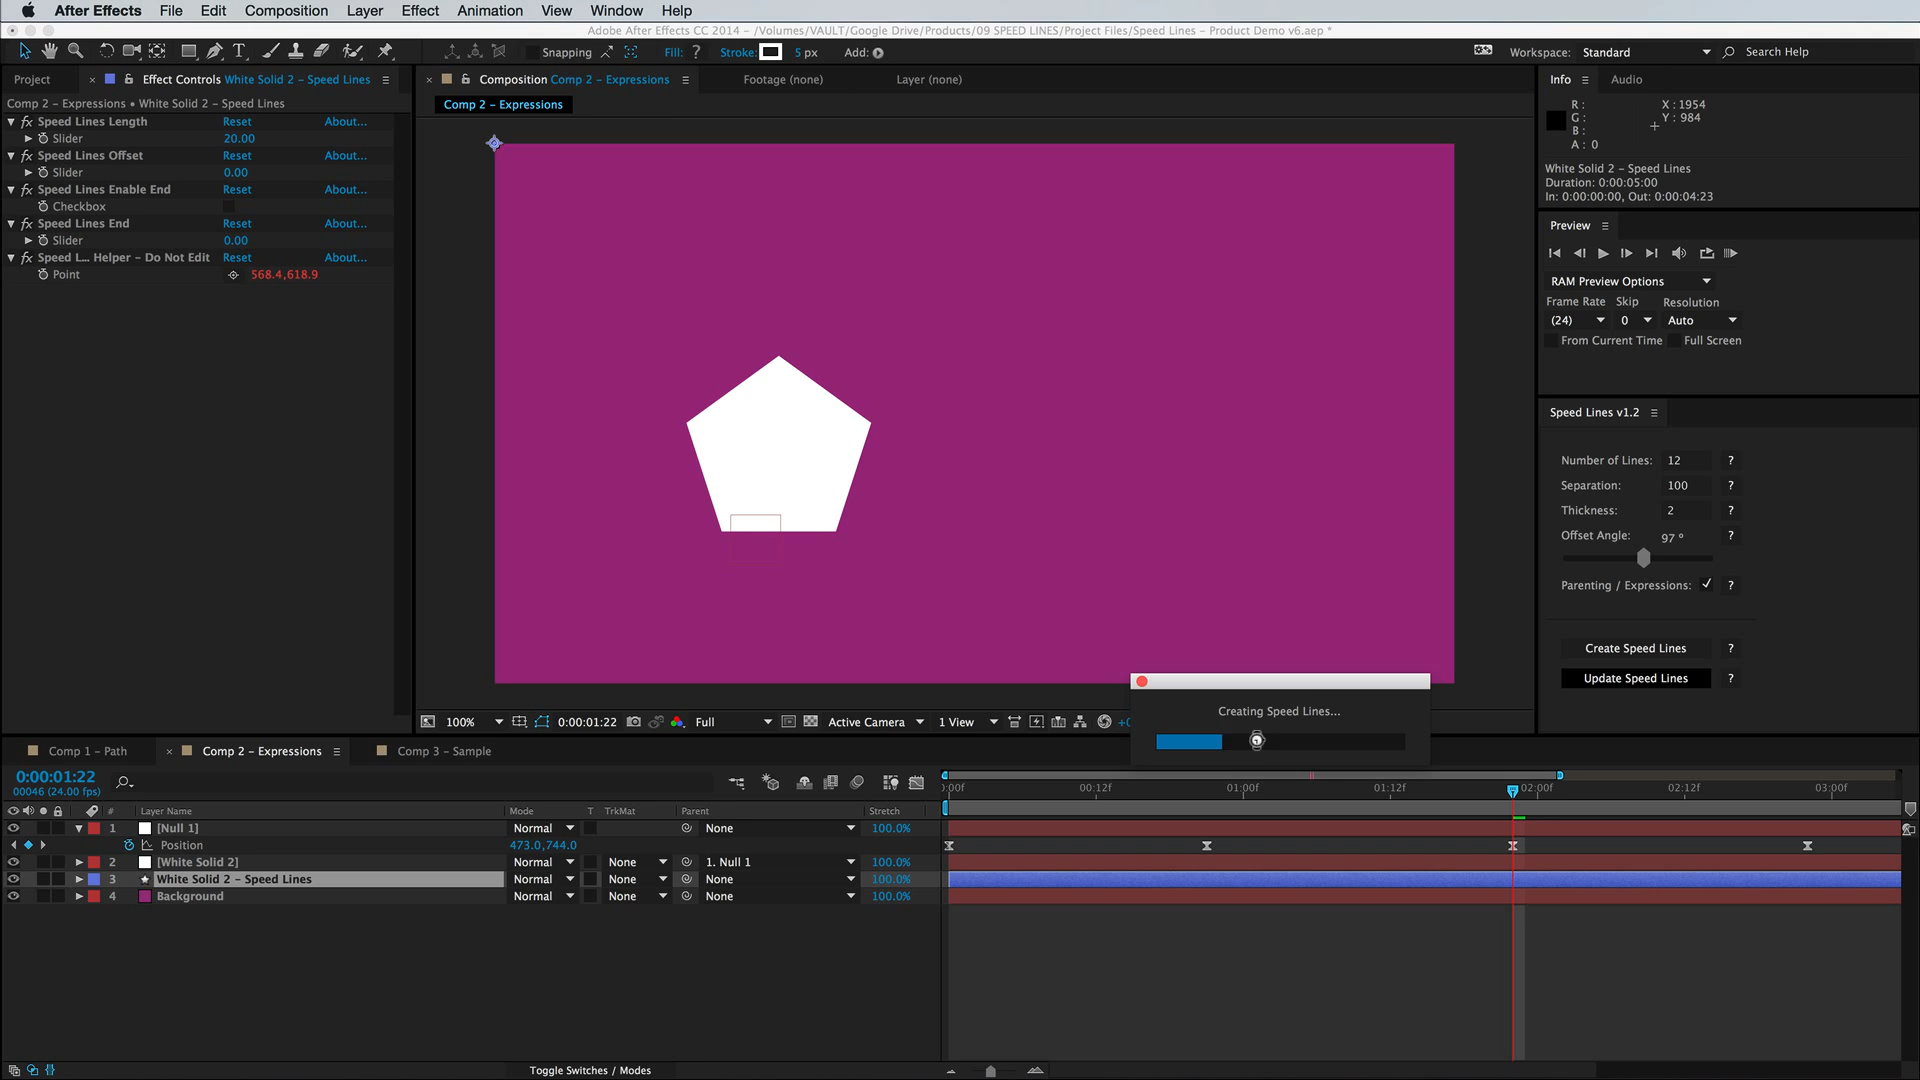 After Effects File Edit Composition Layer Effect Animation View Window Help
Adobe After Effects CC 2014 - /Volumes/VAULT/Google Drive/Products/09 SPEED LINES/Project Files/Speed Lines - Product Demo v6.aep *
T Snapping Fill: ? Stroke: 5 px Add: Workspace: Standard Search Help
Project × Effect Controls White Solid 2 – Speed Lines
Comp 2 – Expressions • White Solid 2 – Speed Lines
fx Speed Lines Length Reset About...
Slider 20.00
fx Speed Lines Offset Reset About...
Slider 0.00
fx Speed Lines Enable End Reset About...
Checkbox
fx Speed Lines End Reset About...
Slider 0.00
fx Speed L... Helper – Do Not Edit Reset About...
Point 568.4,618.9
× Composition Comp 2 – Expressions Footage (none) Layer (none)
Comp 2 – Expressions
Info Audio
R : X : 1954
G : Y : 984
B :
A : 0
White Solid 2 – Speed Lines
Duration: 0:00:05:00
In: 0:00:00:00, Out: 0:00:04:23
Preview
RAM Preview Options
Frame Rate Skip Resolution
(24) 0 Auto
From Current Time Full Screen
Speed Lines v1.2
Number of Lines: 12 ?
Separation: 100 ?
Thickness: 2 ?
Offset Angle: 97 º ?
Parenting / Expressions: ✓ ?
Create Speed Lines ?
Update Speed Lines ?
Creating Speed Lines...
100% 0:00:01:22 Full Active Camera 1 View +0
Comp 1 – Path × Comp 2 – Expressions Comp 3 – Sample
0:00:01:22
00046 (24.00 fps)
:00f 00:12f 01:00f 01:12f 02:00f 02:12f 03:00f
# Layer Name Mode T TrkMat Parent Stretch
1 [Null 1] Normal None 100.0%
Position 473.0,744.0
2 [White Solid 2] Normal None 1. Null 1 100.0%
3 White Solid 2 – Speed Lines Normal None None 100.0%
4 Background Normal None None 100.0%
Toggle Switches / Modes